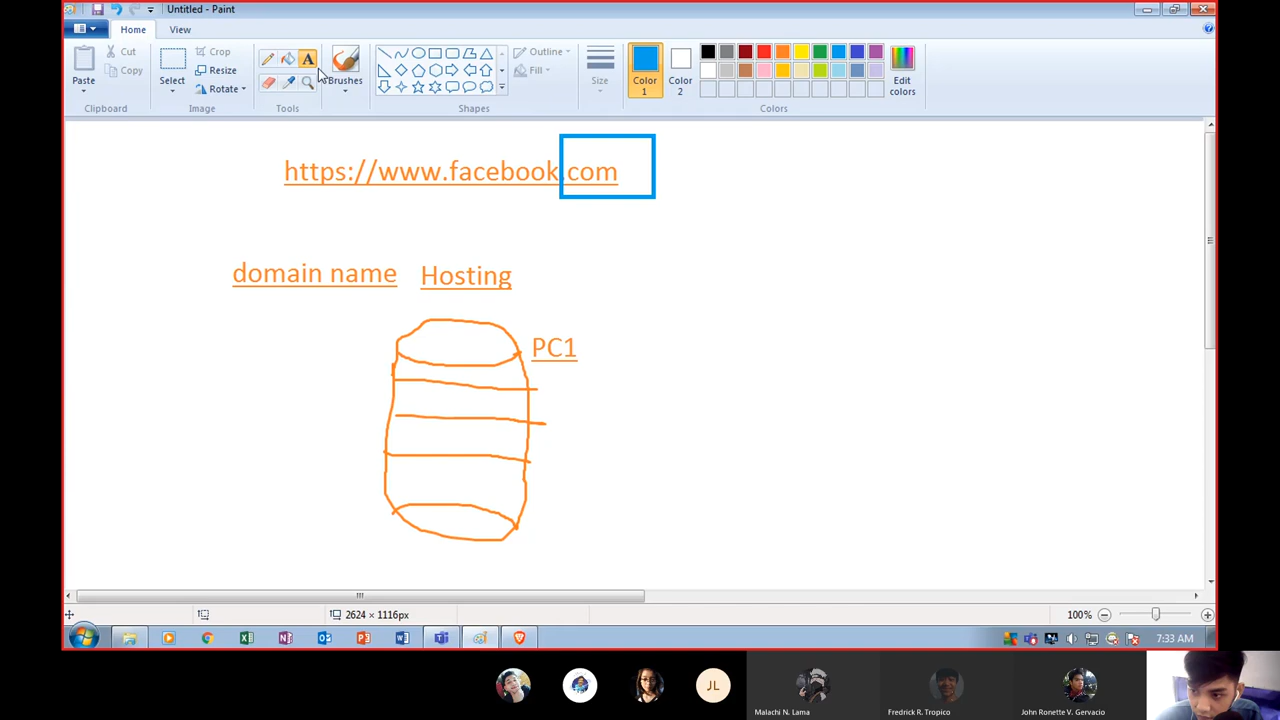 Untitled - Paint
Home
View
Paste
Cut
Copy
Clipboard
Select
Crop
Resize
Rotate
Image
A
Tools
Brushes
Shapes
Outline
Fill
Size
Color
1
Color
2
Edit
colors
Colors
https://www.facebook.com
domain name
Hosting
PC1
2624 × 1116px
100%
7:33 AM
JL
Malachi N. Lama
Fredrick R. Tropico
John Ronette V. Gervacio